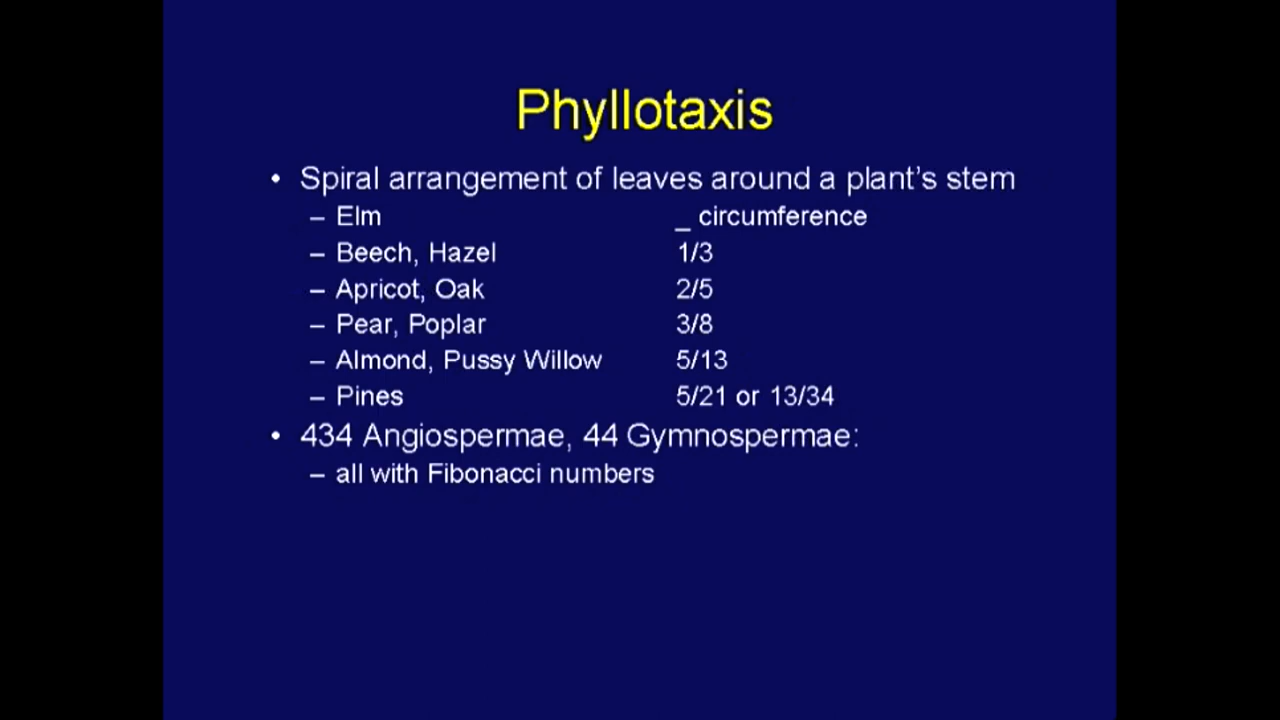 Phyllotaxis
• Spiral arrangement of leaves around a plant's stem
– Elm _ circumference
– Beech, Hazel 1/3
– Apricot, Oak 2/5
– Pear, Poplar 3/8
– Almond, Pussy Willow 5/13
– Pines 5/21 or 13/34
• 434 Angiospermae, 44 Gymnospermae:
– all with Fibonacci numbers